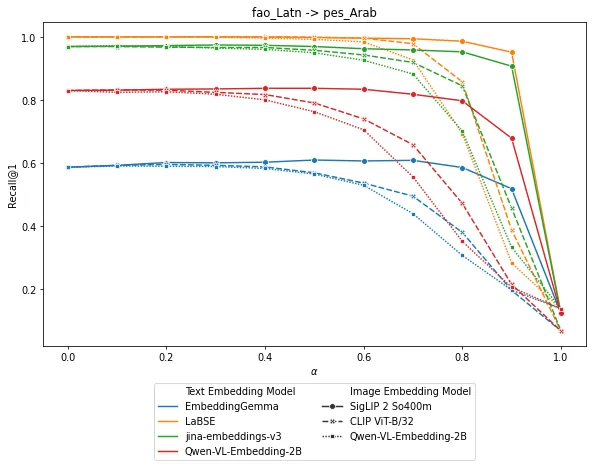 fao_Latn -> pes_Arab
1.0
0.8
0.6
0.4
0.2
Recall@1
0.0 0.2 0.4 0.6 0.8 1.0
α
Text Embedding Model
EmbeddingGemma
LaBSE
jina-embeddings-v3
Qwen-VL-Embedding-2B
Image Embedding Model
SigLIP 2 So400m
CLIP ViT-B/32
Qwen-VL-Embedding-2B